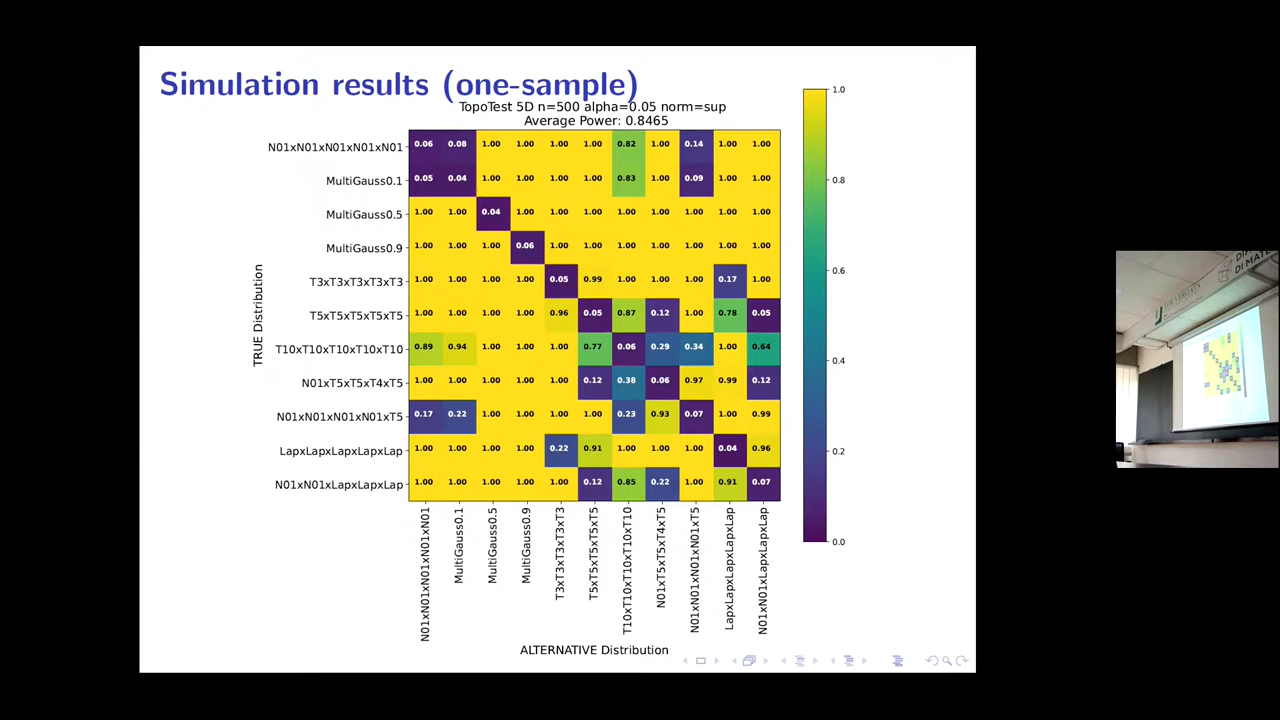 Simulation results (one-sample)
TopoTest 5D n=500 alpha=0.05 norm=sup
Average Power: 0.8465
TRUE Distribution
N01xN01xN01xN01xN01 0.06 0.08 1.00 1.00 1.00 1.00 0.82 1.00 0.14 1.00 1.00
MultiGauss0.1 0.05 0.04 1.00 1.00 1.00 1.00 0.83 1.00 0.09 1.00 1.00
MultiGauss0.5 1.00 1.00 0.04 1.00 1.00 1.00 1.00 1.00 1.00 1.00 1.00
MultiGauss0.9 1.00 1.00 1.00 0.06 1.00 1.00 1.00 1.00 1.00 1.00 1.00
T3xT3xT3xT3xT3 1.00 1.00 1.00 1.00 0.05 0.99 1.00 1.00 1.00 0.17 1.00
T5xT5xT5xT5xT5 1.00 1.00 1.00 1.00 0.96 0.05 0.87 0.12 1.00 0.78 0.05
T10xT10xT10xT10xT10 0.89 0.94 1.00 1.00 1.00 0.77 0.06 0.29 0.34 1.00 0.64
N01xT5xT5xT4xT5 1.00 1.00 1.00 1.00 1.00 0.12 0.38 0.06 0.97 0.99 0.12
N01xN01xN01xN01xT5 0.17 0.22 1.00 1.00 1.00 1.00 0.23 0.93 0.07 1.00 0.99
LapxLapxLapxLapxLap 1.00 1.00 1.00 1.00 0.22 0.91 1.00 1.00 1.00 0.04 0.96
N01xN01xLapxLapxLap 1.00 1.00 1.00 1.00 1.00 0.12 0.85 0.22 1.00 0.91 0.07
N01xN01xN01xN01xN01
MultiGauss0.1
MultiGauss0.5
MultiGauss0.9
T3xT3xT3xT3xT3
T5xT5xT5xT5xT5
T10xT10xT10xT10xT10
N01xT5xT5xT4xT5
N01xN01xN01xN01xT5
LapxLapxLapxLapxLap
N01xN01xLapxLapxLap
ALTERNATIVE Distribution
1.0
0.8
0.6
0.4
0.2
0.0